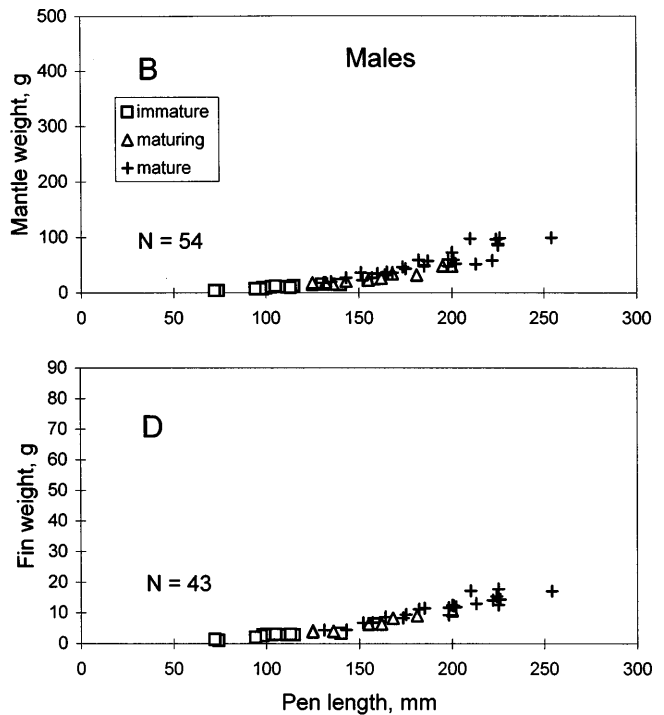 500
Males
B
400
immature
maturing
300
mature
200
N = 54
100
0
0 50 100 150 200 250 300
Mantle weight, g
90
80
D
70
60
50
40
30
N = 43
20
10
0
0 50 100 150 200 250 300
Fin weight, g
Pen length, mm